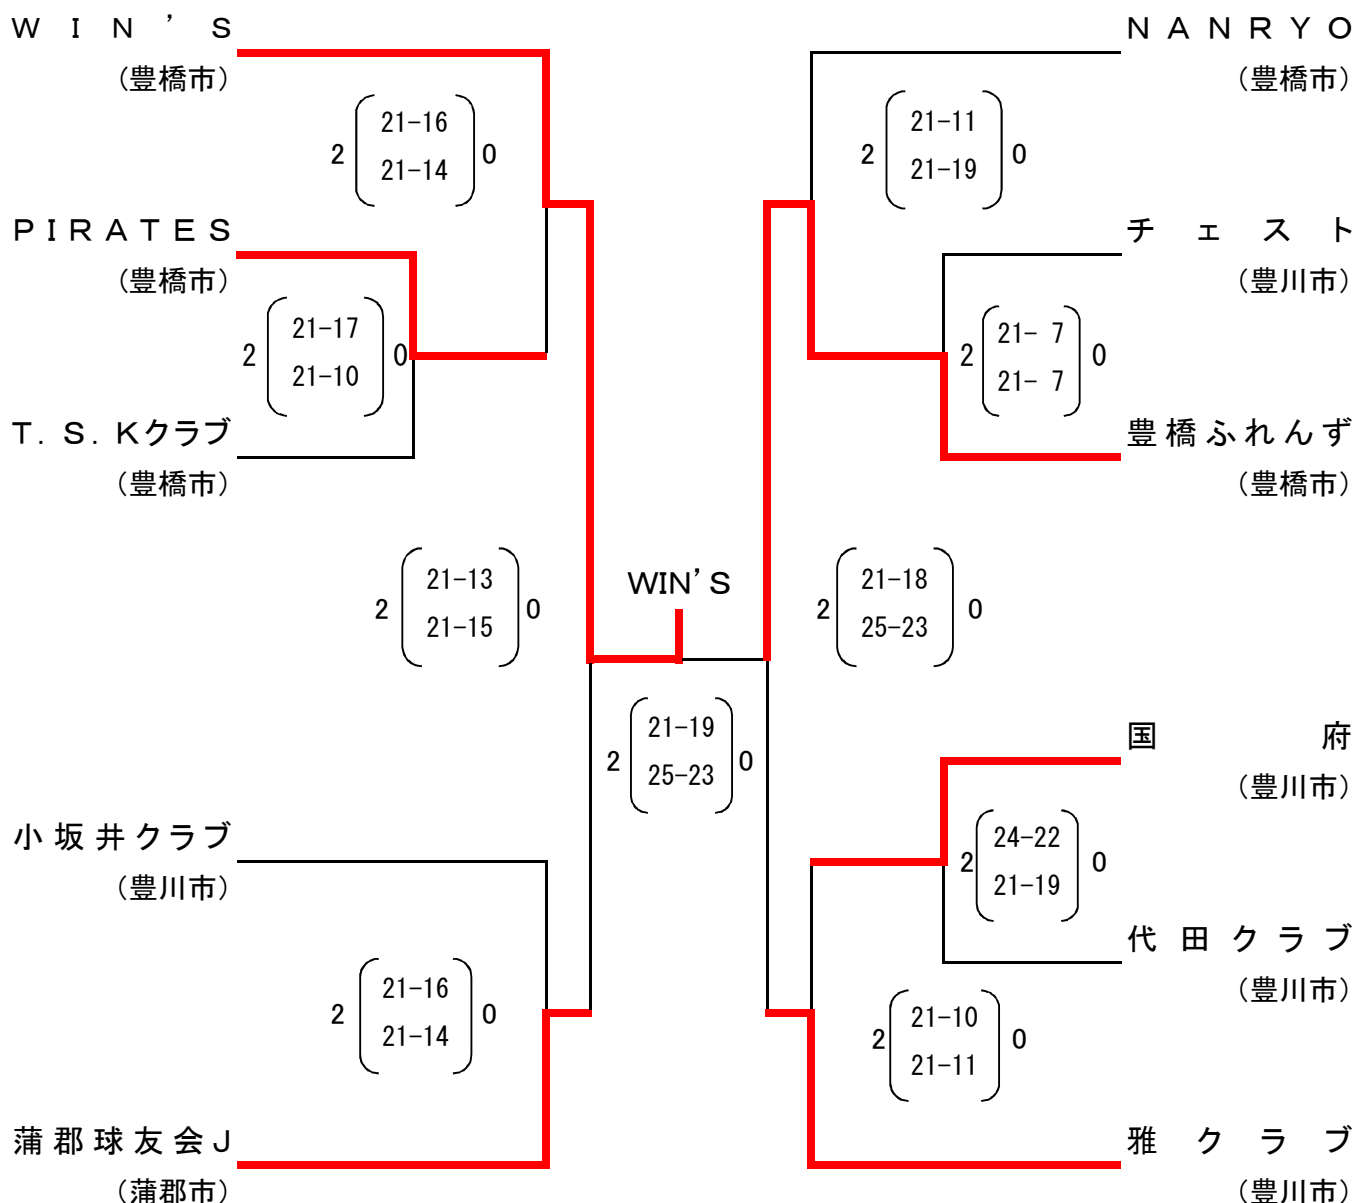 WIN'S
(豊橋市)
2 21-16 0
21-14
PIRATES
(豊橋市)
2 21-17 0
21-10
T.S.Kクラブ
(豊橋市)
2 21-13 0
21-15
小坂井クラブ
(豊川市)
2 21-16 0
21-14
蒲郡球友会J
(蒲郡市)
WIN'S
2 21-19 0
25-23
NANRYO
(豊橋市)
2 21-11 0
21-19
チェスト
(豊川市)
2 21- 7 0
21- 7
豊橋ふれんず
(豊橋市)
2 21-18 0
25-23
国府
(豊川市)
2 24-22 0
21-19
代田クラブ
(豊川市)
2 21-10 0
21-11
雅クラブ
(豊川市)